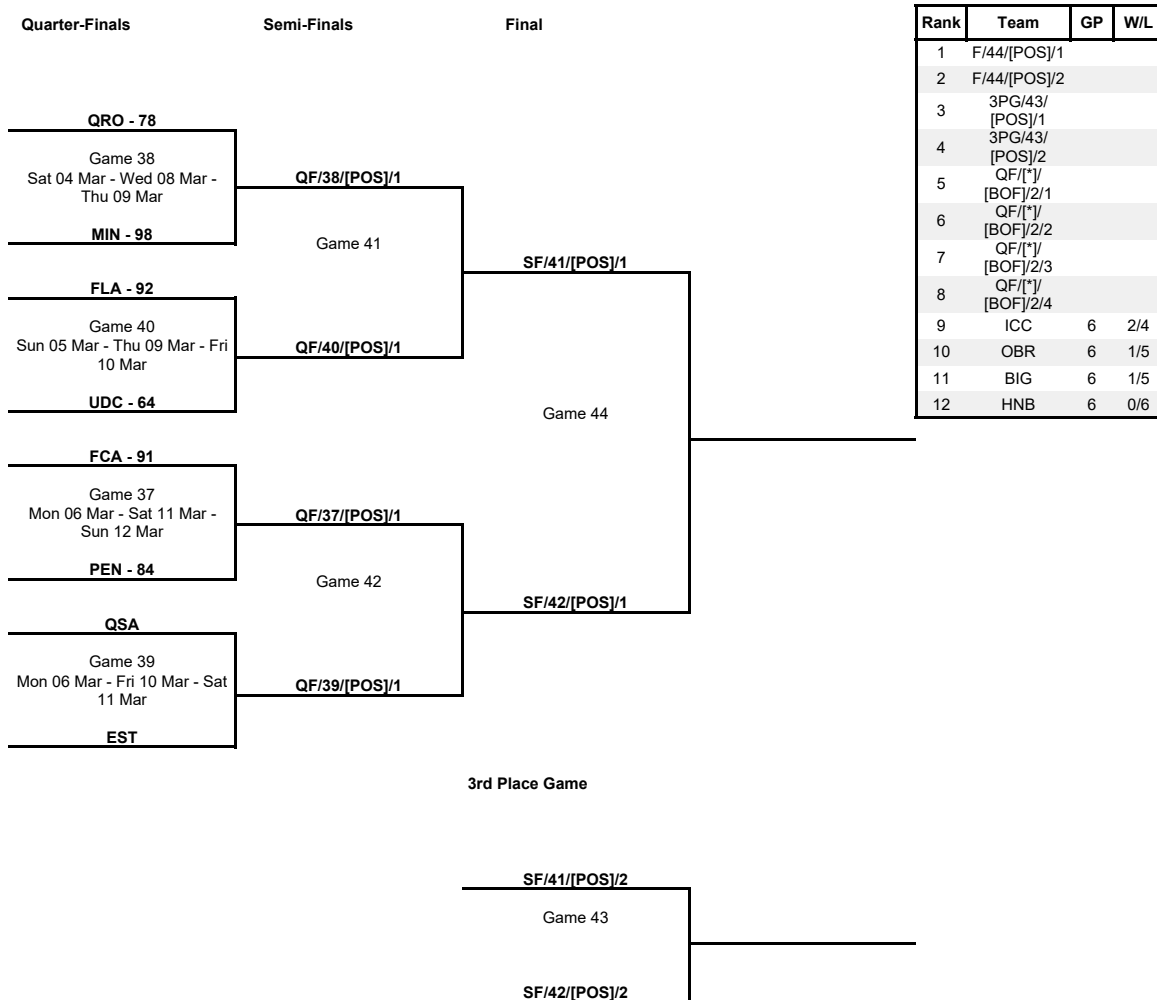 Quarter-Finals Semi-Finals Final
QRO - 78
Game 38
Sat 04 Mar - Wed 08 Mar -
Thu 09 Mar
MIN - 98
QF/38/[POS]/1
Game 41
FLA - 92
Game 40
Sun 05 Mar - Thu 09 Mar - Fri
10 Mar
UDC - 64
QF/40/[POS]/1
SF/41/[POS]/1
Game 44
FCA - 91
Game 37
Mon 06 Mar - Sat 11 Mar -
Sun 12 Mar
PEN - 84
QF/37/[POS]/1
Game 42
SF/42/[POS]/1
QSA
Game 39
Mon 06 Mar - Fri 10 Mar - Sat
11 Mar
EST
QF/39/[POS]/1
3rd Place Game
SF/41/[POS]/2
Game 43
SF/42/[POS]/2
Rank Team GP W/L
1 F/44/[POS]/1
2 F/44/[POS]/2
3 3PG/43/
[POS]/1
4 3PG/43/
[POS]/2
5 QF/[*]/
[BOF]/2/1
6 QF/[*]/
[BOF]/2/2
7 QF/[*]/
[BOF]/2/3
8 QF/[*]/
[BOF]/2/4
9 ICC 6 2/4
10 OBR 6 1/5
11 BIG 6 1/5
12 HNB 6 0/6